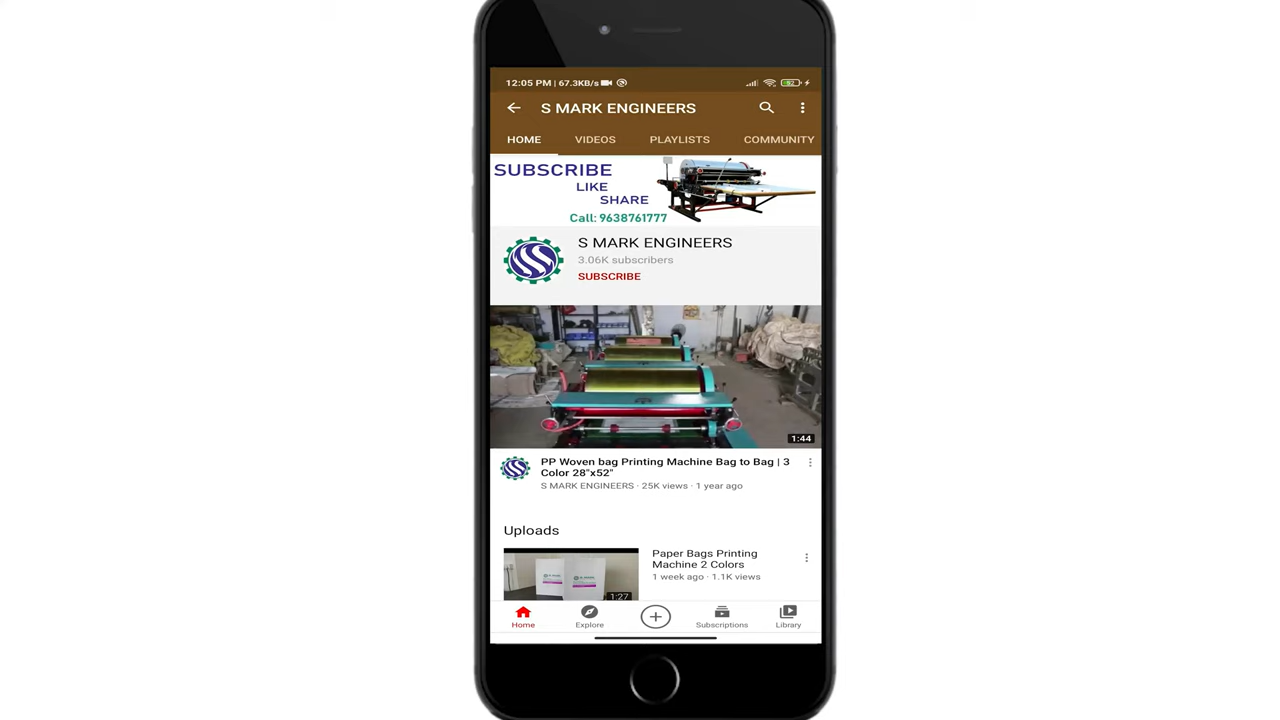 12:05 PM | 67.3KB/s
S MARK ENGINEERS
HOME VIDEOS PLAYLISTS COMMUNITY
SUBSCRIBE
LIKE
SHARE
Call: 9638761777
S MARK ENGINEERS
3.06K subscribers
SUBSCRIBE
1:44
PP Woven bag Printing Machine Bag to Bag | 3
Color 28"x52"
S MARK ENGINEERS · 25K views · 1 year ago
Uploads
Paper Bags Printing
Machine 2 Colors
1 week ago · 1.1K views
1:27
Home Explore Subscriptions Library